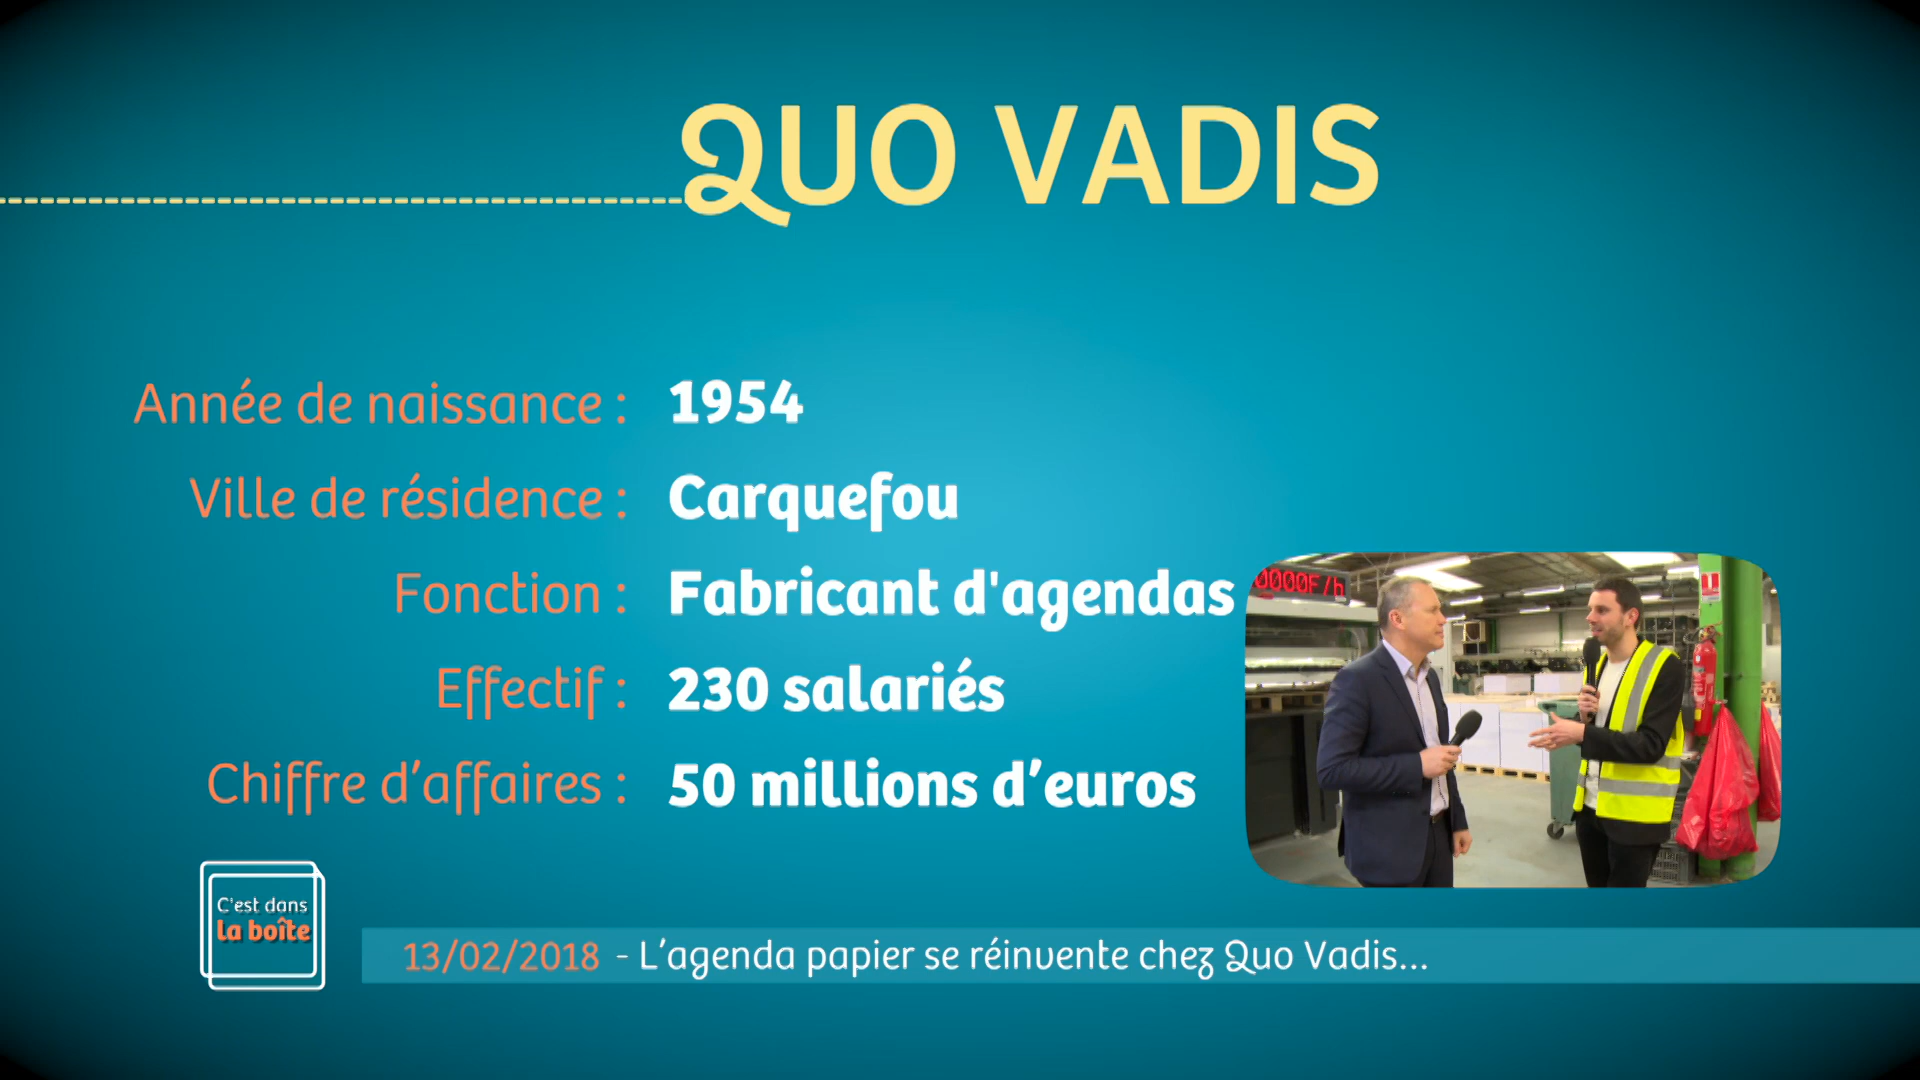 QUO VADIS
Année de naissance : 1954
Ville de résidence : Carquefou
Fonction : Fabricant d'agendas
Effectif : 230 salariés
Chiffre d’affaires : 50 millions d’euros
0000F/h
C'est dans
la boîte
13/02/2018 - L’agenda papier se réinvente chez Quo Vadis...